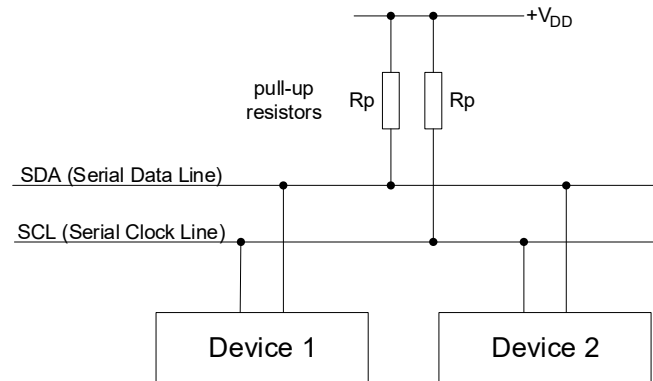 +VDD
pull-up
resistors
Rp
Rp
SDA (Serial Data Line)
SCL (Serial Clock Line)
Device 1
Device 2